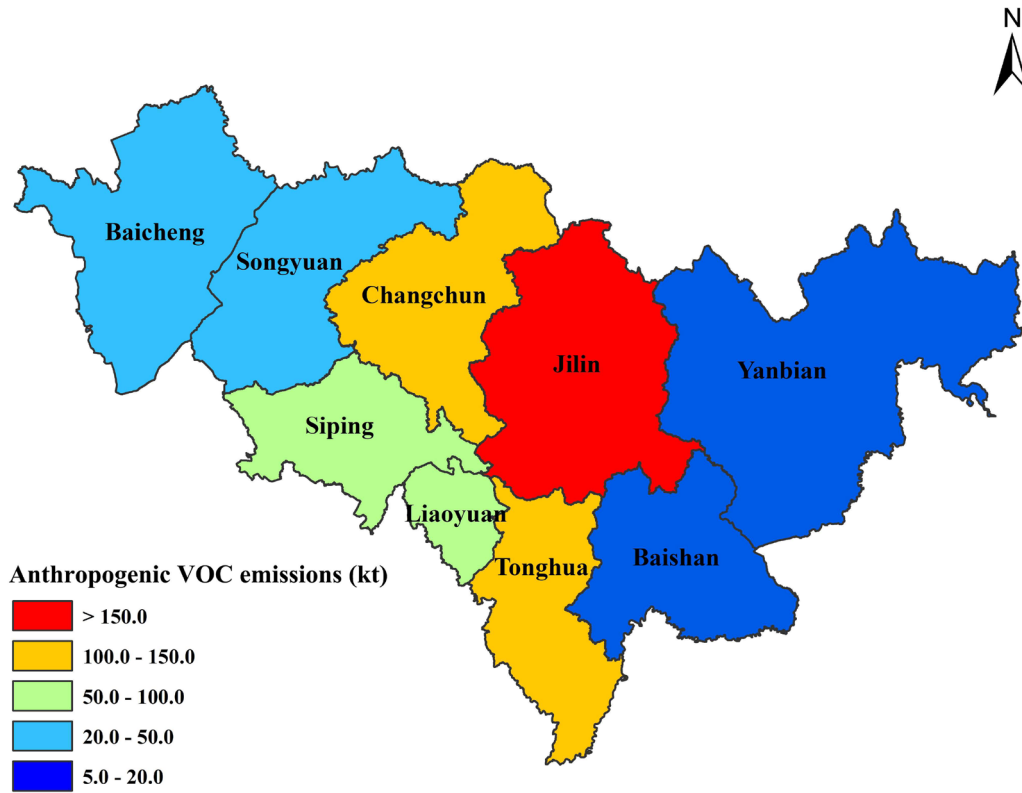 N
Baicheng
Songyuan
Changchun
Jilin
Yanbian
Siping
Liaoyuan
Tonghua
Baishan
Anthropogenic VOC emissions (kt)
> 150.0
100.0 - 150.0
50.0 - 100.0
20.0 - 50.0
5.0 - 20.0